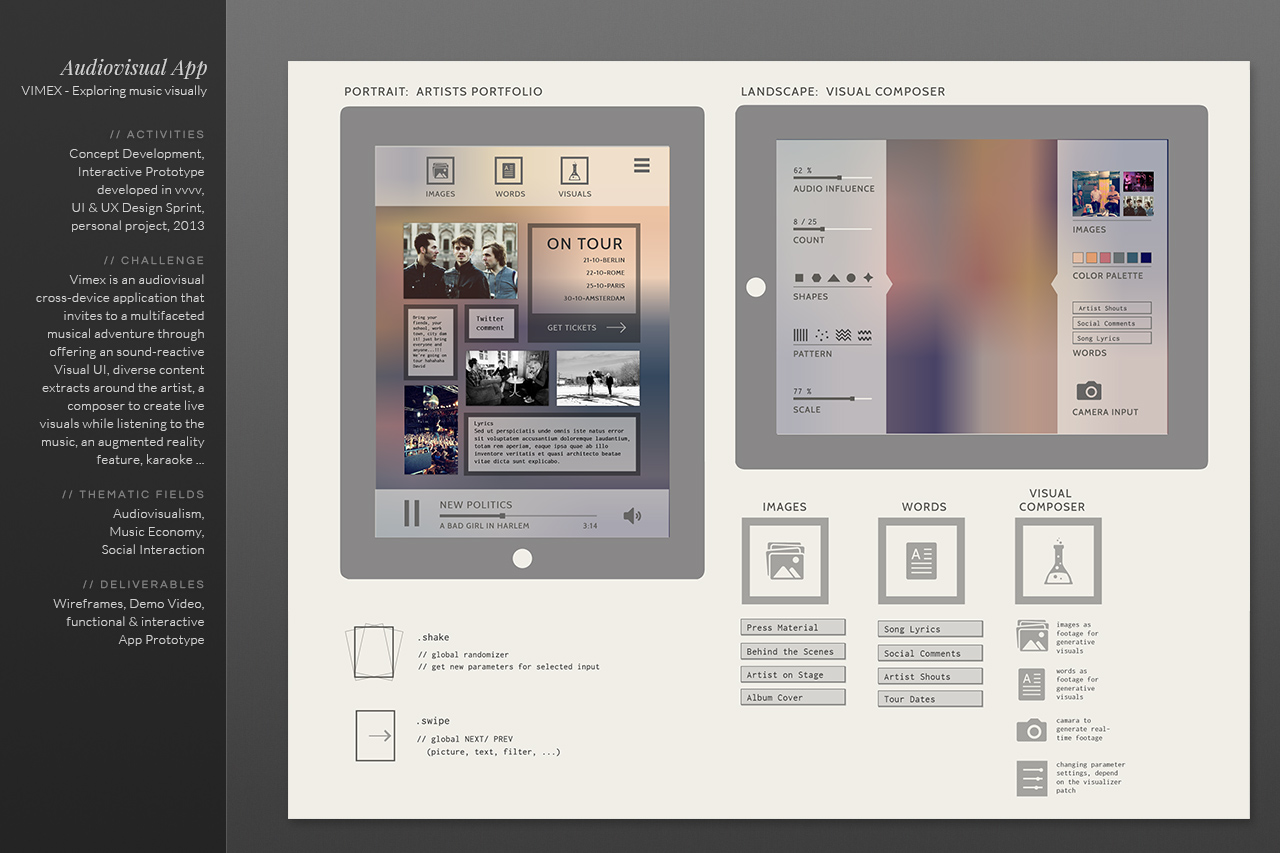 Audiovisual App
VIMEX - Exploring music visually
// ACTIVITIES
Concept Development,
Interactive Prototype
developed in vvvv,
UI & UX Design Sprint,
personal project, 2013
// CHALLENGE
Vimex is an audiovisual
cross-device application that
invites to a multifaceted
musical adventure through
offering an sound-reactive
Visual UI, diverse content
extracts around the artist, a
composer to create live
visuals while listening to the
music, an augmented reality
feature, karaoke ...
// THEMATIC FIELDS
Audiovisualism,
Music Economy,
Social Interaction
// DELIVERABLES
Wireframes, Demo Video,
functional & interactive
App Prototype
PORTRAIT: ARTISTS PORTFOLIO
IMAGES
WORDS
VISUALS
ON TOUR
21-10-BERLIN
22-10-ROME
25-10-PARIS
30-10-AMSTERDAM
GET TICKETS
Bring your
fiends, your
school, work
town, city dam
it! just bring
everyone and
anyone...!!!
We're going on
tour hahahaha
David
Twitter
comment
Lyrics
Sed ut perspiciatis unde omnis iste natus error
sit voluptatem accusantium doloremque laudantium,
totam rem aperiam, eaque ipsa quae ab illo
inventore veritatis et quasi architecto beatae
vitae dicta sunt explicabo.
NEW POLITICS
A BAD GIRL IN HARLEM
3:14
.shake
// global randomizer
// get new parameters for selected input
.swipe
// global NEXT/ PREV
(picture, text, filter, ...)
LANDSCAPE: VISUAL COMPOSER
62 %
AUDIO INFLUENCE
8 / 25
COUNT
SHAPES
PATTERN
77 %
SCALE
IMAGES
COLOR PALETTE
Artist Shouts
Social Comments
Song Lyrics
WORDS
CAMERA INPUT
IMAGES
Press Material
Behind the Scenes
Artist on Stage
Album Cover
WORDS
A
Song Lyrics
Social Comments
Artist Shouts
Tour Dates
VISUAL
COMPOSER
images as
footage for
generative
visuals
A
words as
footage for
generative
visuals
camara to
generate real-
time footage
changing parameter
settings, depend
on the visualizer
patch